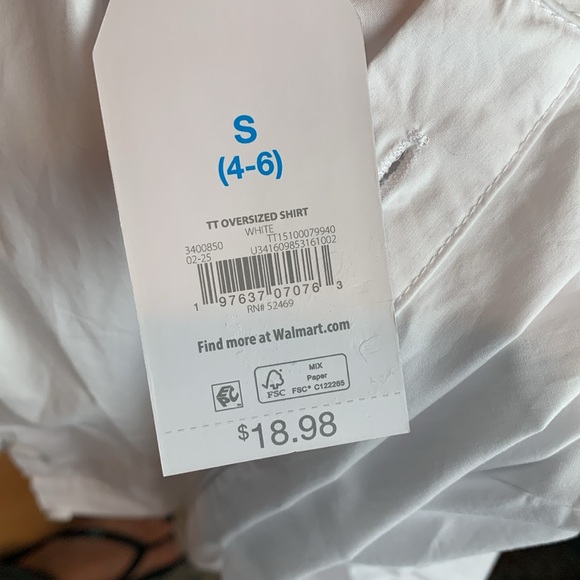 S
(4-6)
TT OVERSIZED SHIRT
WHITE
3400850 TT15100079940
02-25 U341609853161002
1 97637 07076 3
RN# 52469
Find more at Walmart.com
EPC
FSC
MIX
Paper
FSC® C122265
$18.98